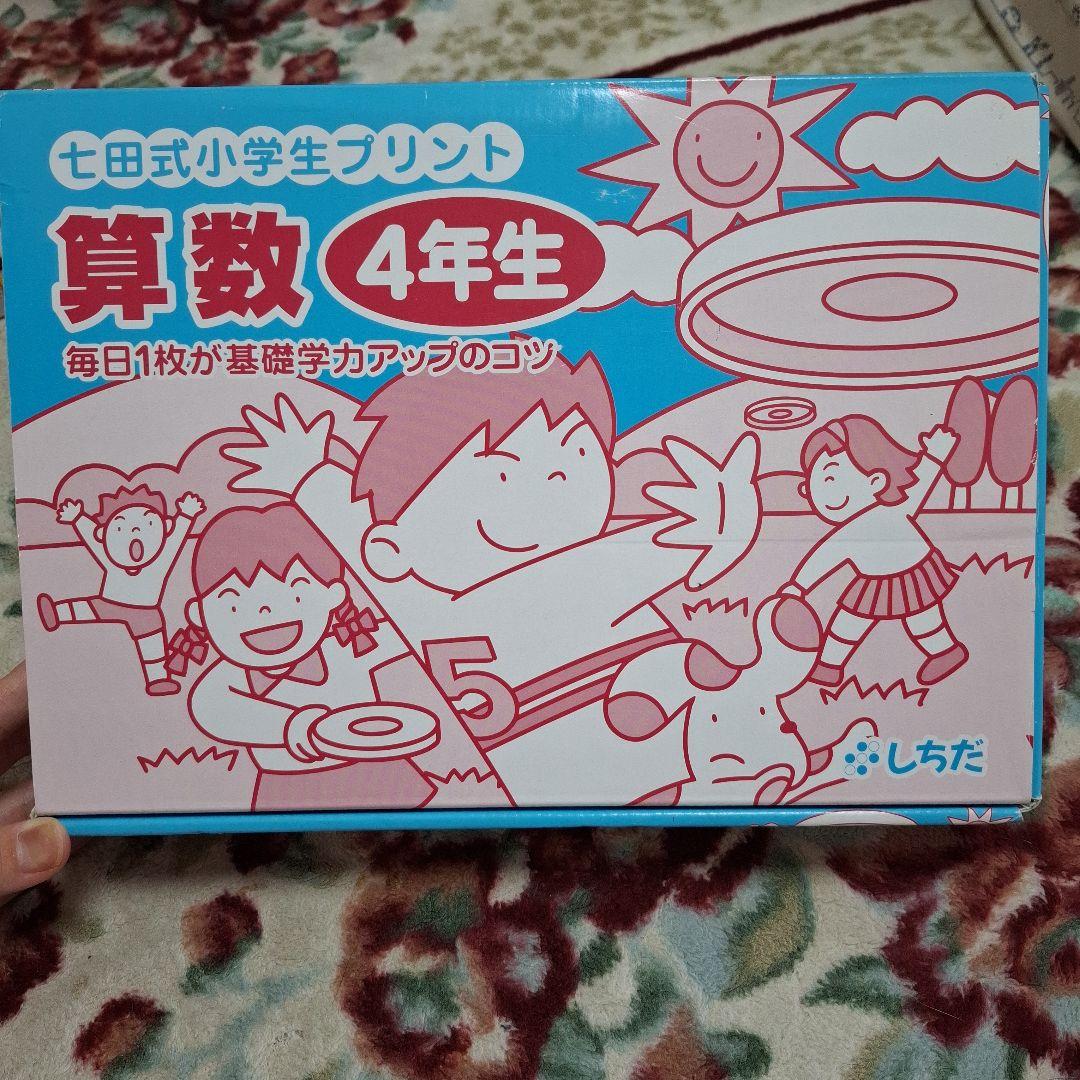 七田式小学生プリント
算数 4年生
毎日1枚が基礎学力アップのコツ
5
しちだ